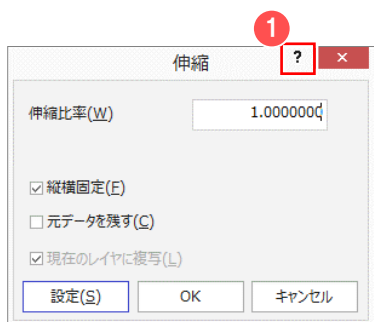 1
伸縮 ? ×
伸縮比率(W) 1.0000000
縦横固定(F)
元データを残す(C)
現在のレイヤに複写(L)
設定(S) OK キャンセル